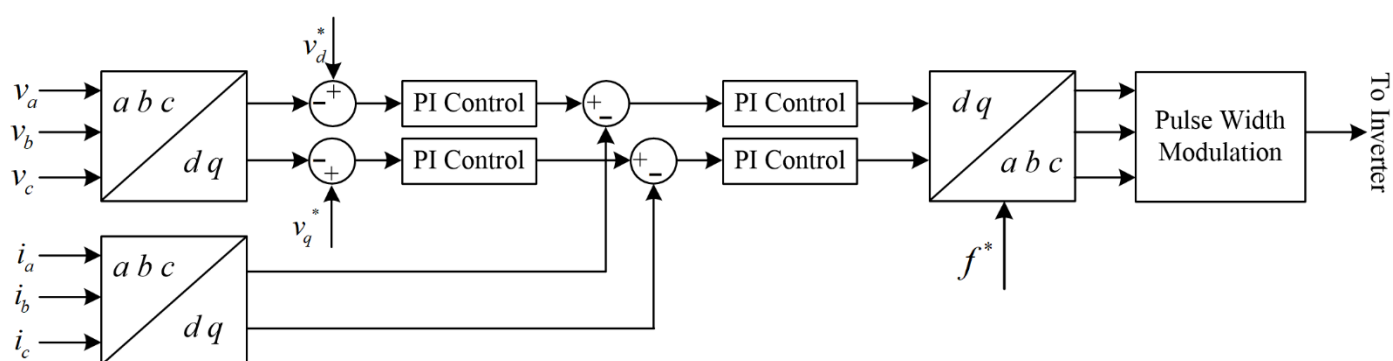 v_d^*
v_a
v_b
v_c
a b c
d q
-
+
PI Control
+
-
PI Control
d q
a b c
Pulse Width
Modulation
To Inverter
-
+
PI Control
+
-
PI Control
v_q^*
f^*
i_a
i_b
i_c
a b c
d q